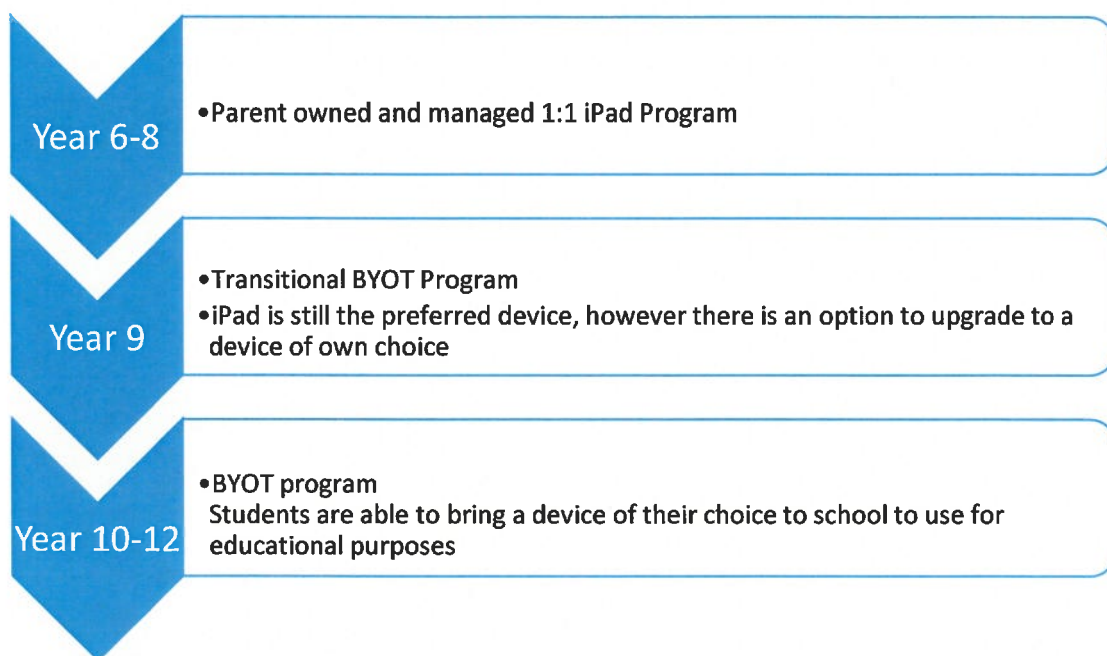 Year 6-8
•Parent owned and managed 1:1 iPad Program
Year 9
•Transitional BYOT Program
•iPad is still the preferred device, however there is an option to upgrade to a
device of own choice
Year 10-12
•BYOT program
Students are able to bring a device of their choice to school to use for
educational purposes